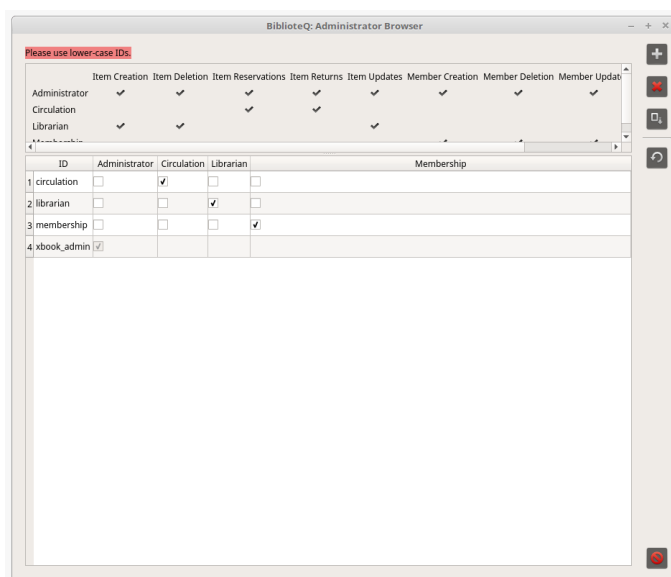 BiblioteQ: Administrator Browser
Please use lower-case IDs.
Item Creation Item Deletion Item Reservations Item Returns Item Updates Member Creation Member Deletion Member Updat
Administrator
Circulation
Librarian
Membership
ID Administrator Circulation Librarian Membership
1 circulation
2 librarian
3 membership
4 xbook_admin